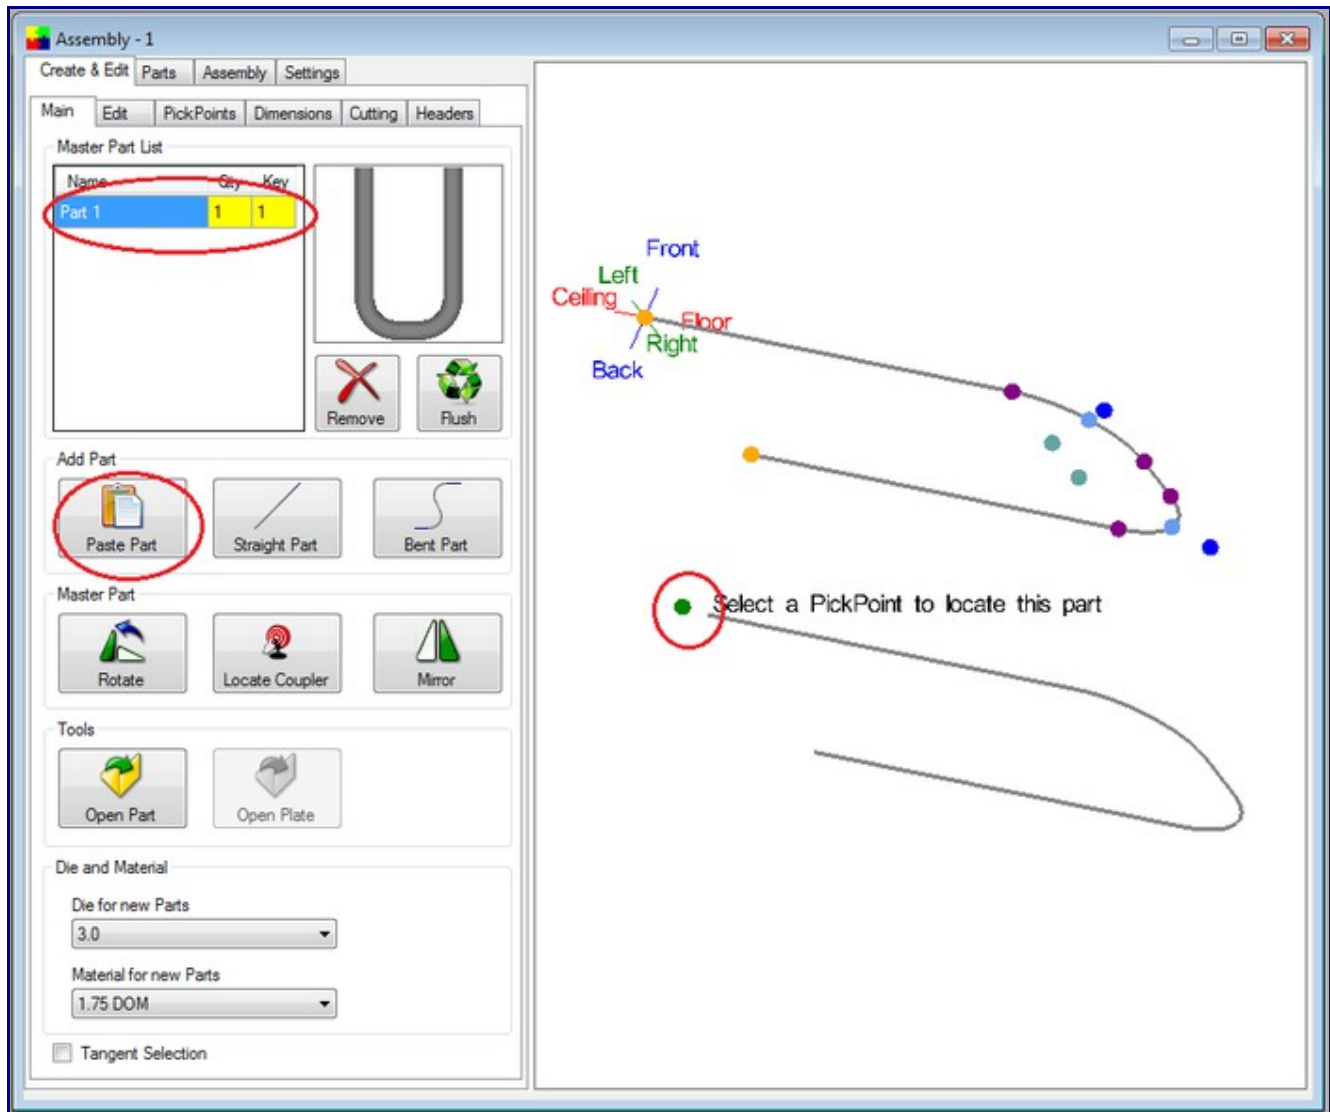 Assembly - 1
Create & Edit Parts Assembly Settings
Main Edit PickPoints Dimensions Cutting Headers
Master Part List
Name Qty Key
Part 1 1 1
Remove Flush
Add Part
Paste Part Straight Part Bent Part
Master Part
Rotate Locate Coupler Mirror
Tools
Open Part Open Plate
Die and Material
Die for new Parts
3.0
Material for new Parts
1.75 DOM
Tangent Selection
Front
Left
Ceiling
Floor
Right
Back
Select a PickPoint to locate this part